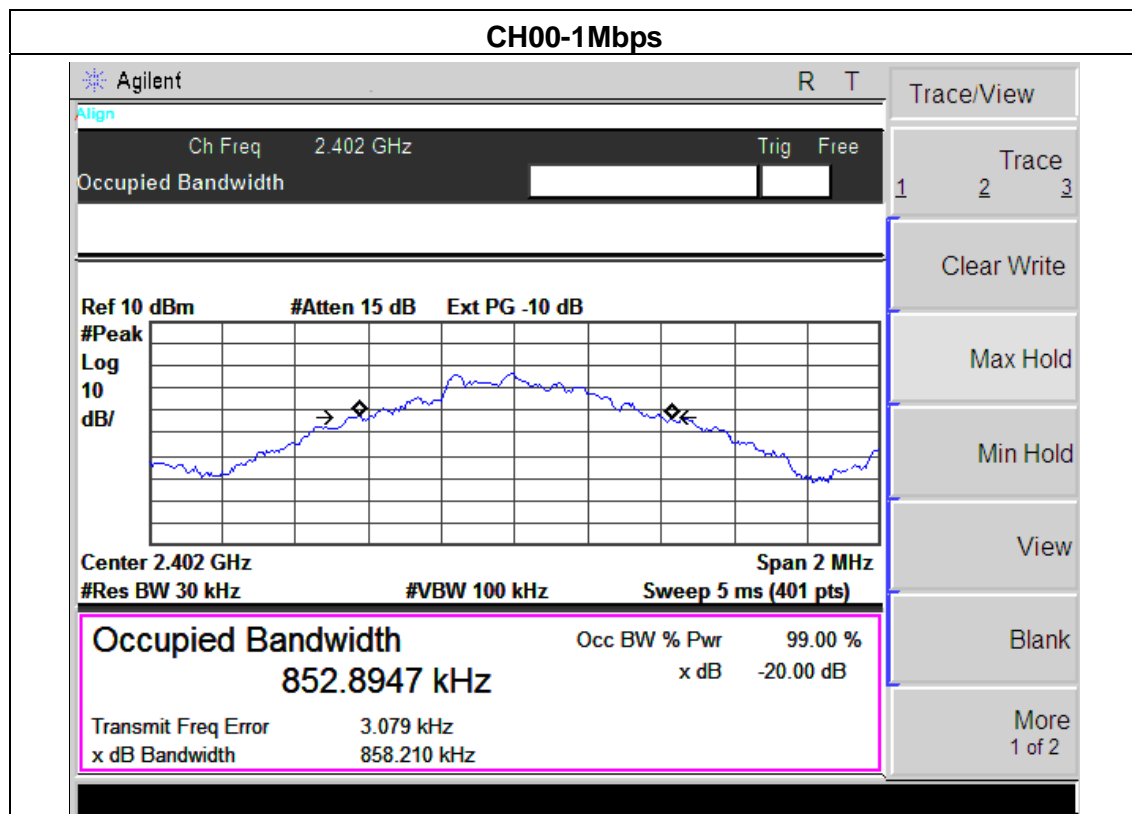 CH00-1Mbps
Agilent R T
Trace/View
Align
Ch Freq 2.402 GHz Trig Free
Occupied Bandwidth
Trace
1 2 3
Clear Write
Ref 10 dBm #Atten 15 dB Ext PG -10 dB
#Peak
Log
10
dB/
Max Hold
Min Hold
View
Center 2.402 GHz Span 2 MHz
#Res BW 30 kHz #VBW 100 kHz Sweep 5 ms (401 pts)
Occupied Bandwidth Occ BW % Pwr 99.00 %
852.8947 kHz x dB -20.00 dB
Blank
Transmit Freq Error 3.079 kHz
x dB Bandwidth 858.210 kHz
More
1 of 2